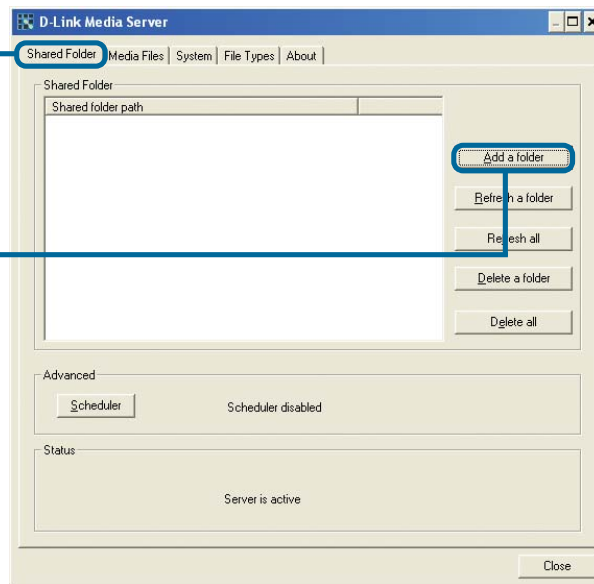 D-Link Media Server
Shared Folder Media Files System File Types About
Shared Folder
Shared folder path
Add a folder
Refresh a folder
Refresh all
Delete a folder
Delete all
Advanced
Scheduler Scheduler disabled
Status
Server is active
Close